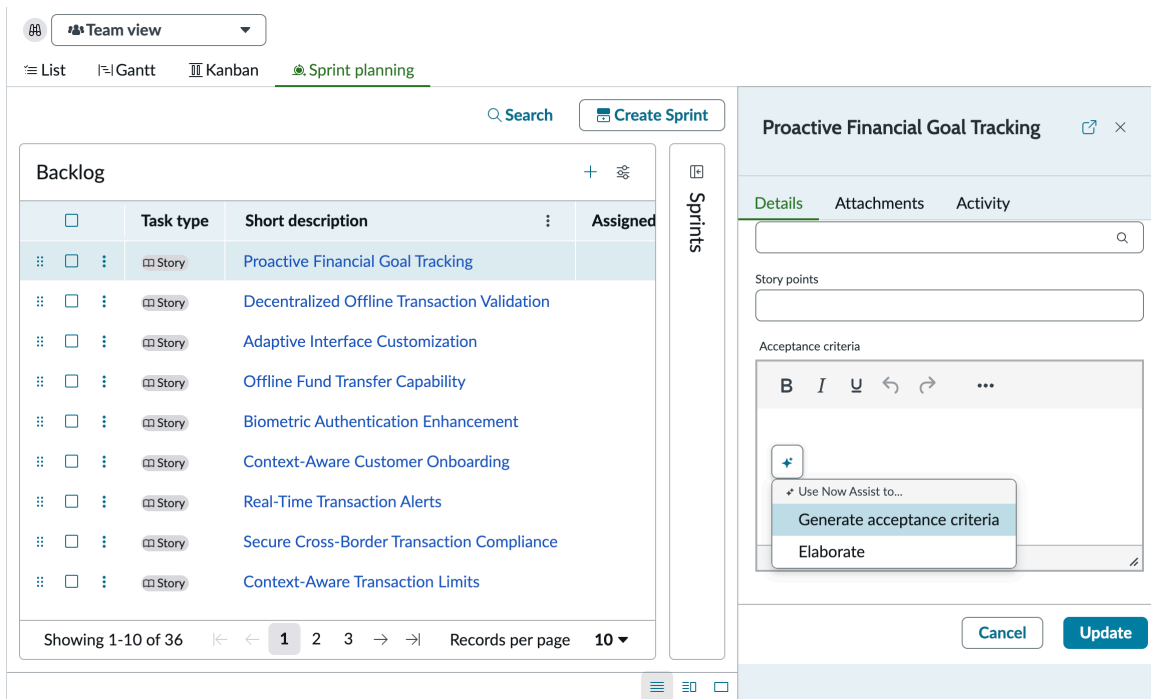 Team view
List Gantt Kanban Sprint planning
Search Create Sprint
Backlog
Task type Short description Assigned
Story Proactive Financial Goal Tracking
Story Decentralized Offline Transaction Validation
Story Adaptive Interface Customization
Story Offline Fund Transfer Capability
Story Biometric Authentication Enhancement
Story Context-Aware Customer Onboarding
Story Real-Time Transaction Alerts
Story Secure Cross-Border Transaction Compliance
Story Context-Aware Transaction Limits
Showing 1-10 of 36 1 2 3 Records per page 10
Sprints
Proactive Financial Goal Tracking
Details Attachments Activity
Story points
Acceptance criteria
B I U
Use Now Assist to...
Generate acceptance criteria
Elaborate
Cancel Update